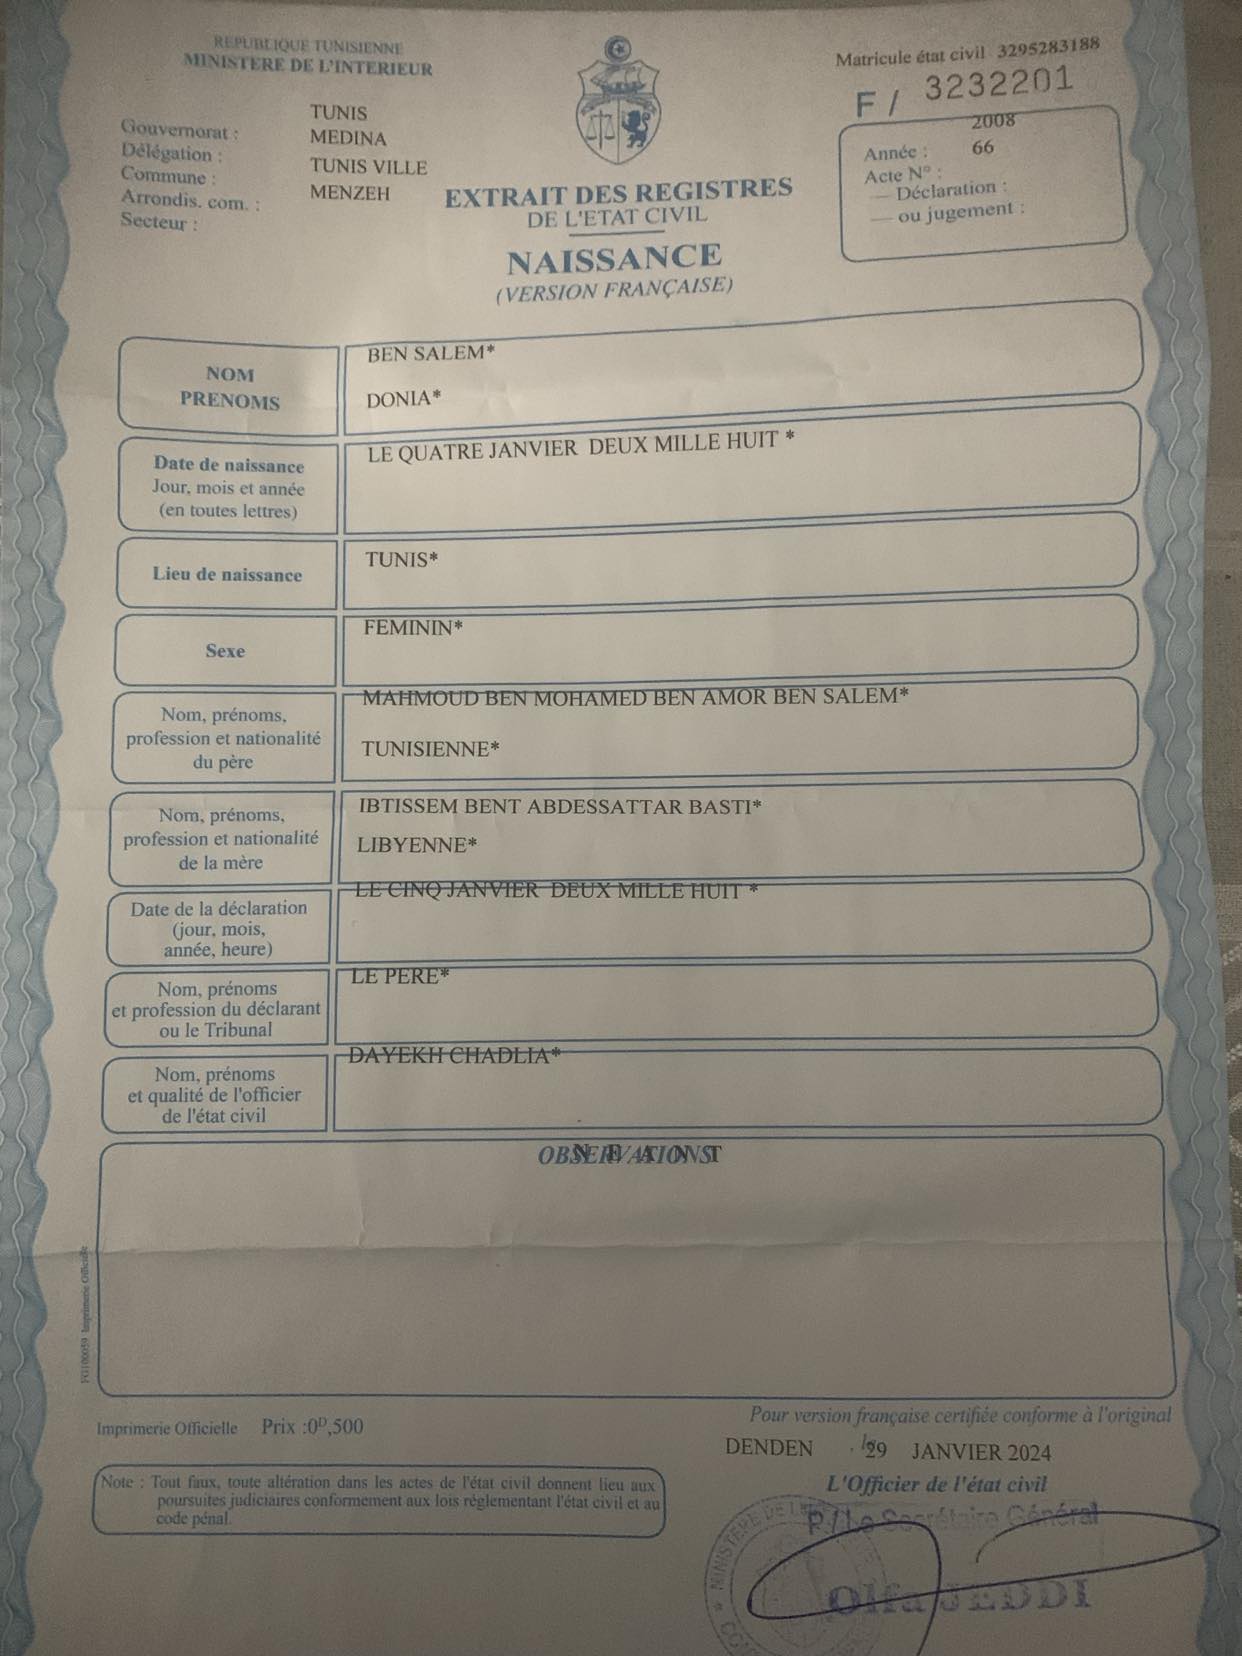 REPUBLIQUE TUNISIENNE
MINISTERE DE L'INTERIEUR
Gouvernorat : TUNIS
Délégation : MEDINA
Commune : TUNIS VILLE
Arrondis. com. : MENZEH
Secteur :
Matricule état civil 3295283188
F / 3232201
Année : 2008
Acte N° : 66
— Déclaration :
— ou jugement :
EXTRAIT DES REGISTRES
DE L'ETAT CIVIL
NAISSANCE
(VERSION FRANÇAISE)
NOM
PRENOMS
BEN SALEM*
DONIA*
Date de naissance
Jour, mois et année
(en toutes lettres)
LE QUATRE JANVIER DEUX MILLE HUIT *
Lieu de naissance
TUNIS*
Sexe
FEMININ*
Nom, prénoms,
profession et nationalité
du père
MAHMOUD BEN MOHAMED BEN AMOR BEN SALEM*
TUNISIENNE*
Nom, prénoms,
profession et nationalité
de la mère
IBTISSEM BENT ABDESSATTAR BASTI*
LIBYENNE*
Date de la déclaration
(jour, mois,
année, heure)
LE CINQ JANVIER DEUX MILLE HUIT *
Nom, prénoms
et profession du déclarant
ou le Tribunal
LE PERE*
Nom, prénoms
et qualité de l'officier
de l'état civil
DAYEKH CHADLIA*
OBSERVATIONS
N E A N T
FG100059 Imprimerie Officielle
Imprimerie Officielle Prix :0D,500
Note : Tout faux, toute altération dans les actes de l'état civil donnent lieu aux
poursuites judiciaires conformement aux lois réglementant l'état civil et au
code pénal.
Pour version française certifiée conforme à l'original
DENDEN 29 JANVIER 2024
L'Officier de l'état civil
P./ Le Secrétaire Général
Olfa JEDDI
MINISTERE DE L